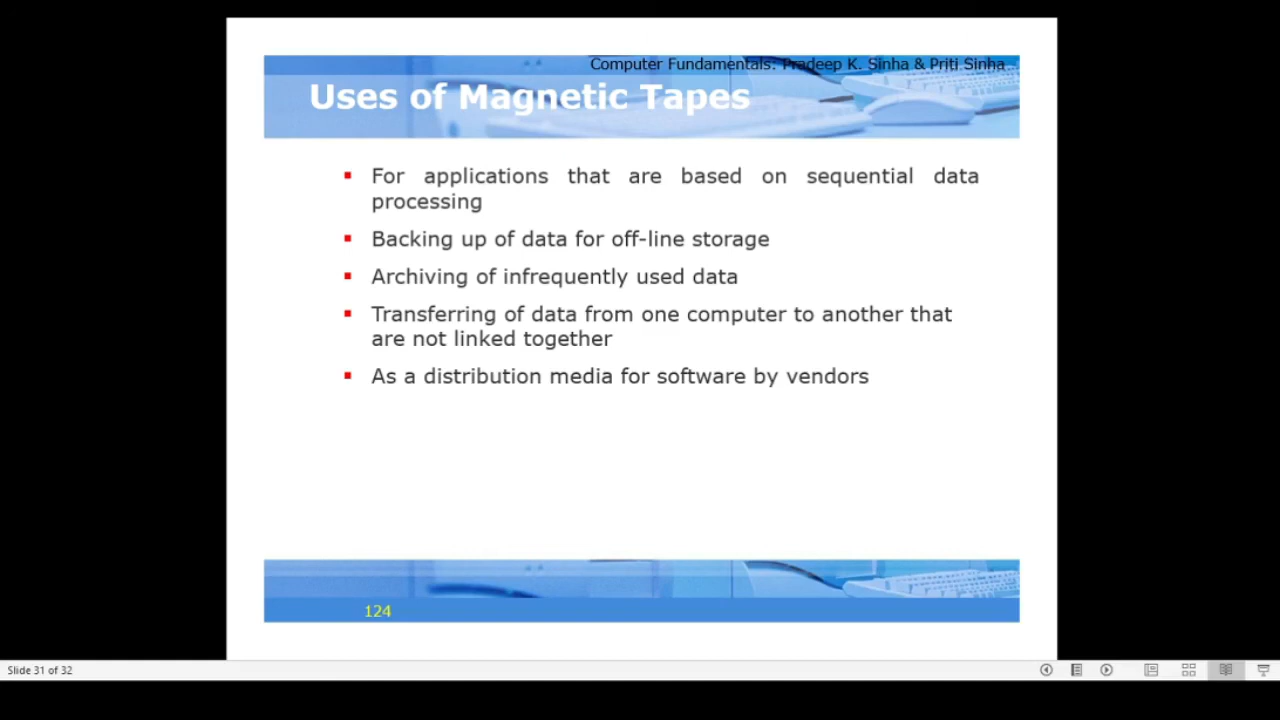 Computer Fundamentals: Pradeep K. Sinha & Priti Sinha
Uses of Magnetic Tapes
For applications that are based on sequential data
processing
Backing up of data for off-line storage
Archiving of infrequently used data
Transferring of data from one computer to another that
are not linked together
As a distribution media for software by vendors
124
Slide 31 of 32